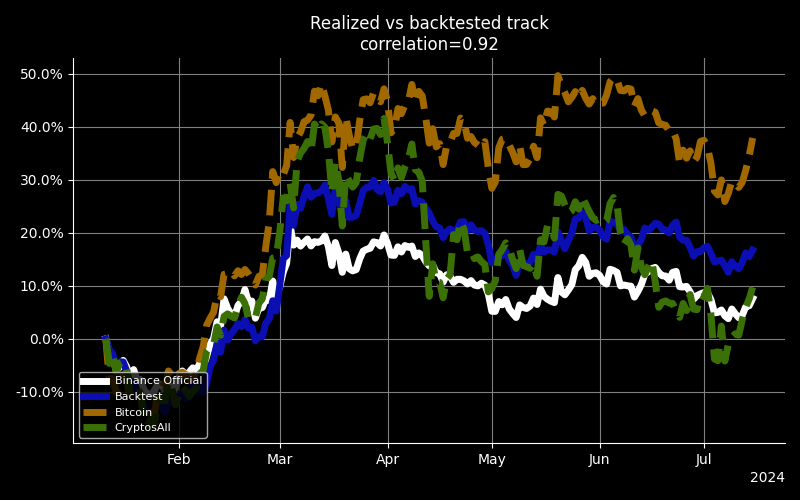 Realized vs backtested track
correlation=0.92
50.0%
40.0%
30.0%
20.0%
10.0%
0.0%
-10.0%
Binance Official
Backtest
Bitcoin
CryptosAll
Feb Mar Apr May Jun Jul
2024